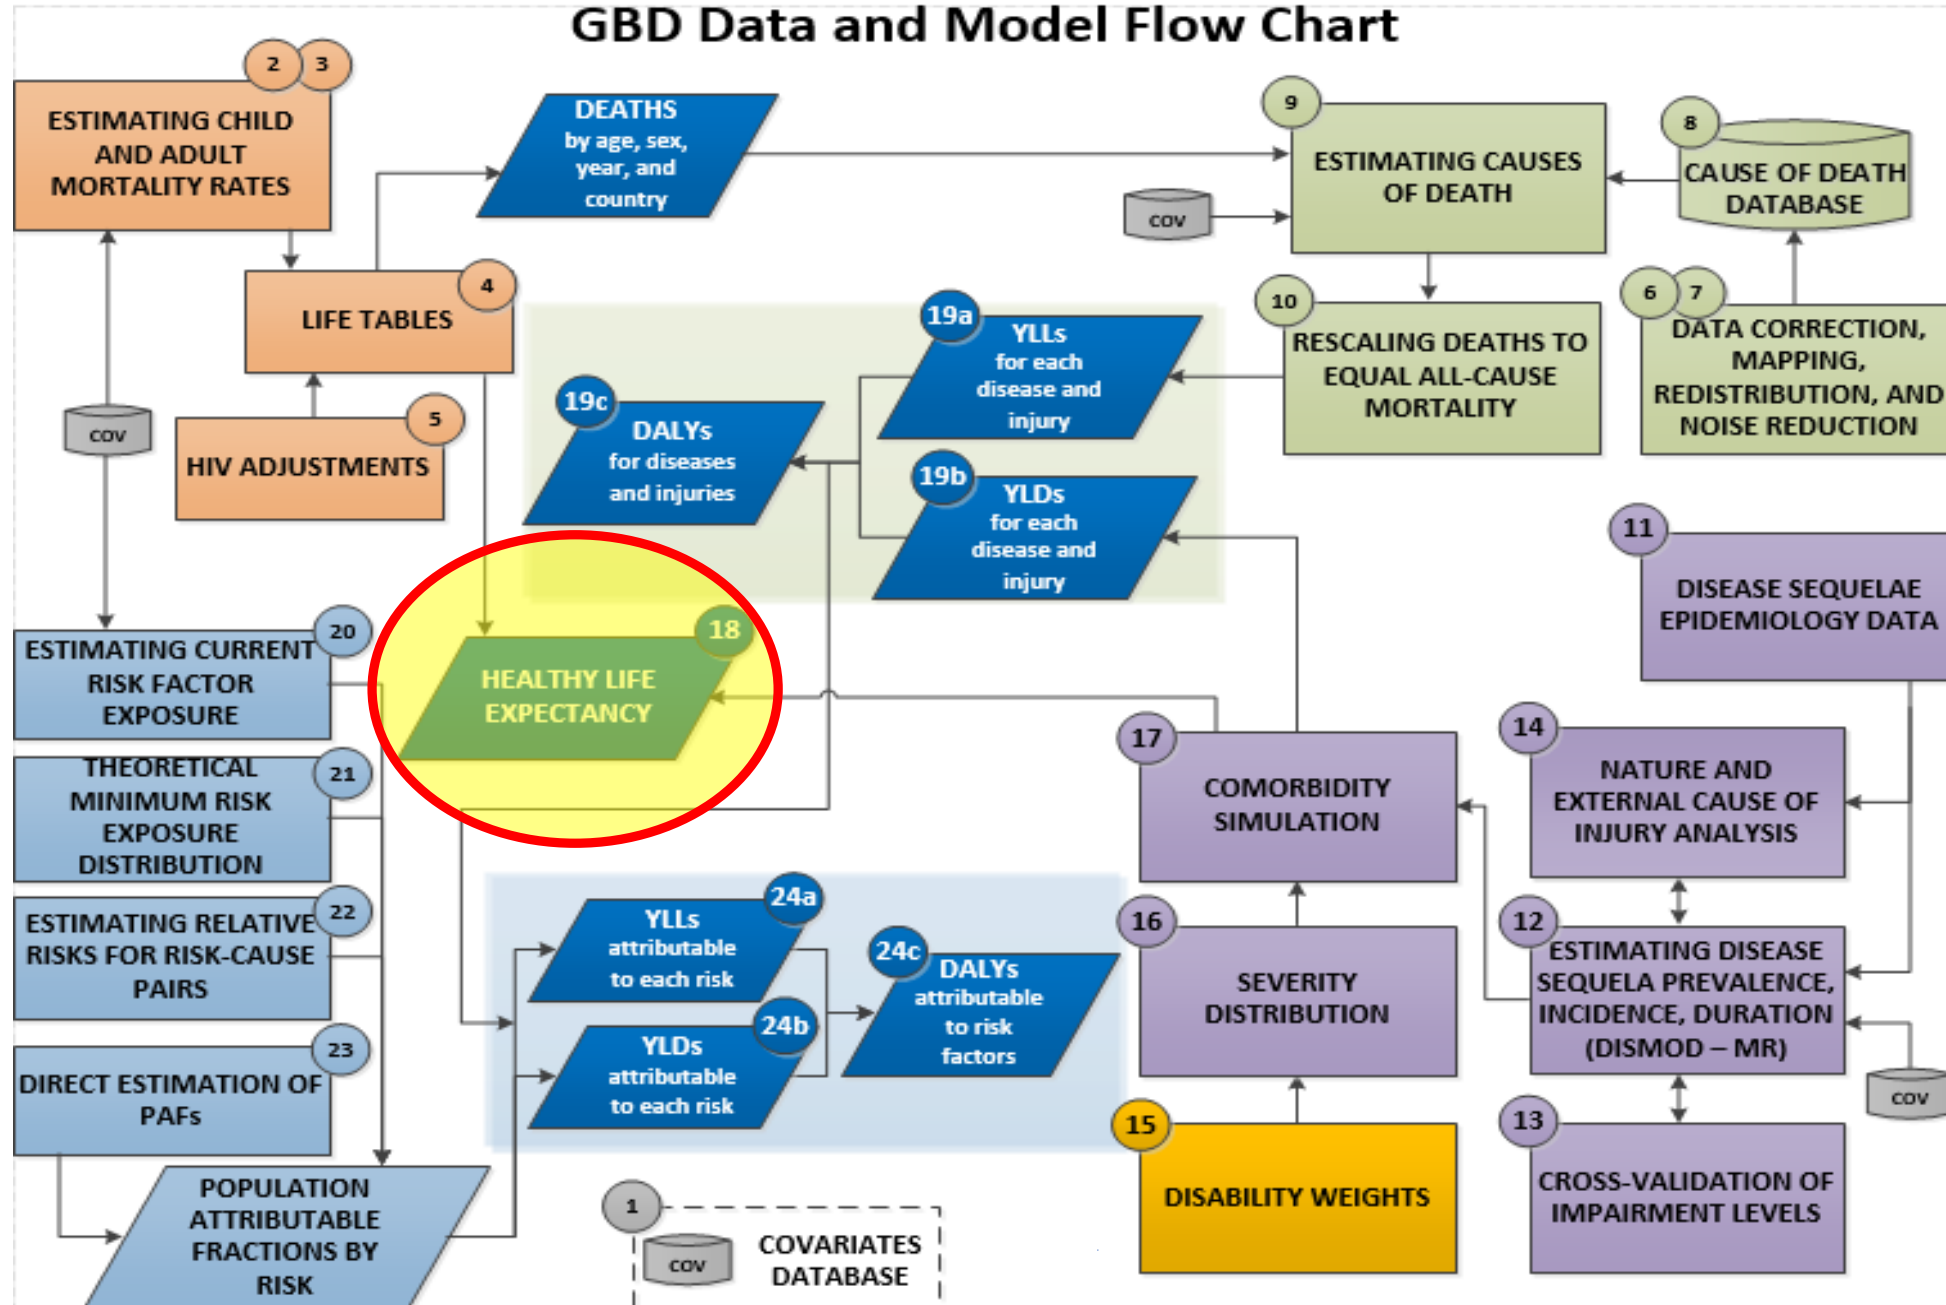 GBD Data and Model Flow Chart
2
3
ESTIMATING CHILD
AND ADULT
MORTALITY RATES
DEATHS
by age, sex,
year, and
country
9
ESTIMATING CAUSES
OF DEATH
8
CAUSE OF DEATH
DATABASE
COV
4
LIFE TABLES
10
RESCALING DEATHS TO
EQUAL ALL-CAUSE
MORTALITY
6
7
DATA CORRECTION,
MAPPING,
REDISTRIBUTION, AND
NOISE REDUCTION
19a
YLLs
for each
disease and
injury
19c
DALYs
for diseases
and injuries
19b
YLDs
for each
disease and
injury
COV
5
HIV ADJUSTMENTS
11
DISEASE SEQUELAE
EPIDEMIOLOGY DATA
20
ESTIMATING CURRENT
RISK FACTOR
EXPOSURE
18
HEALTHY LIFE
EXPECTANCY
17
COMORBIDITY
SIMULATION
14
NATURE AND
EXTERNAL CAUSE OF
INJURY ANALYSIS
21
THEORETICAL
MINIMUM RISK
EXPOSURE
DISTRIBUTION
22
ESTIMATING RELATIVE
RISKS FOR RISK-CAUSE
PAIRS
24a
YLLs
attributable
to each risk
24b
YLDs
attributable
to each risk
24c
DALYs
attributable
to risk
factors
16
SEVERITY
DISTRIBUTION
12
ESTIMATING DISEASE
SEQUELA PREVALENCE,
INCIDENCE, DURATION
(DISMOD – MR)
COV
23
DIRECT ESTIMATION OF
PAFs
15
DISABILITY WEIGHTS
13
CROSS-VALIDATION OF
IMPAIRMENT LEVELS
POPULATION
ATTRIBUTABLE
FRACTIONS BY
RISK
1
COV
COVARIATES
DATABASE